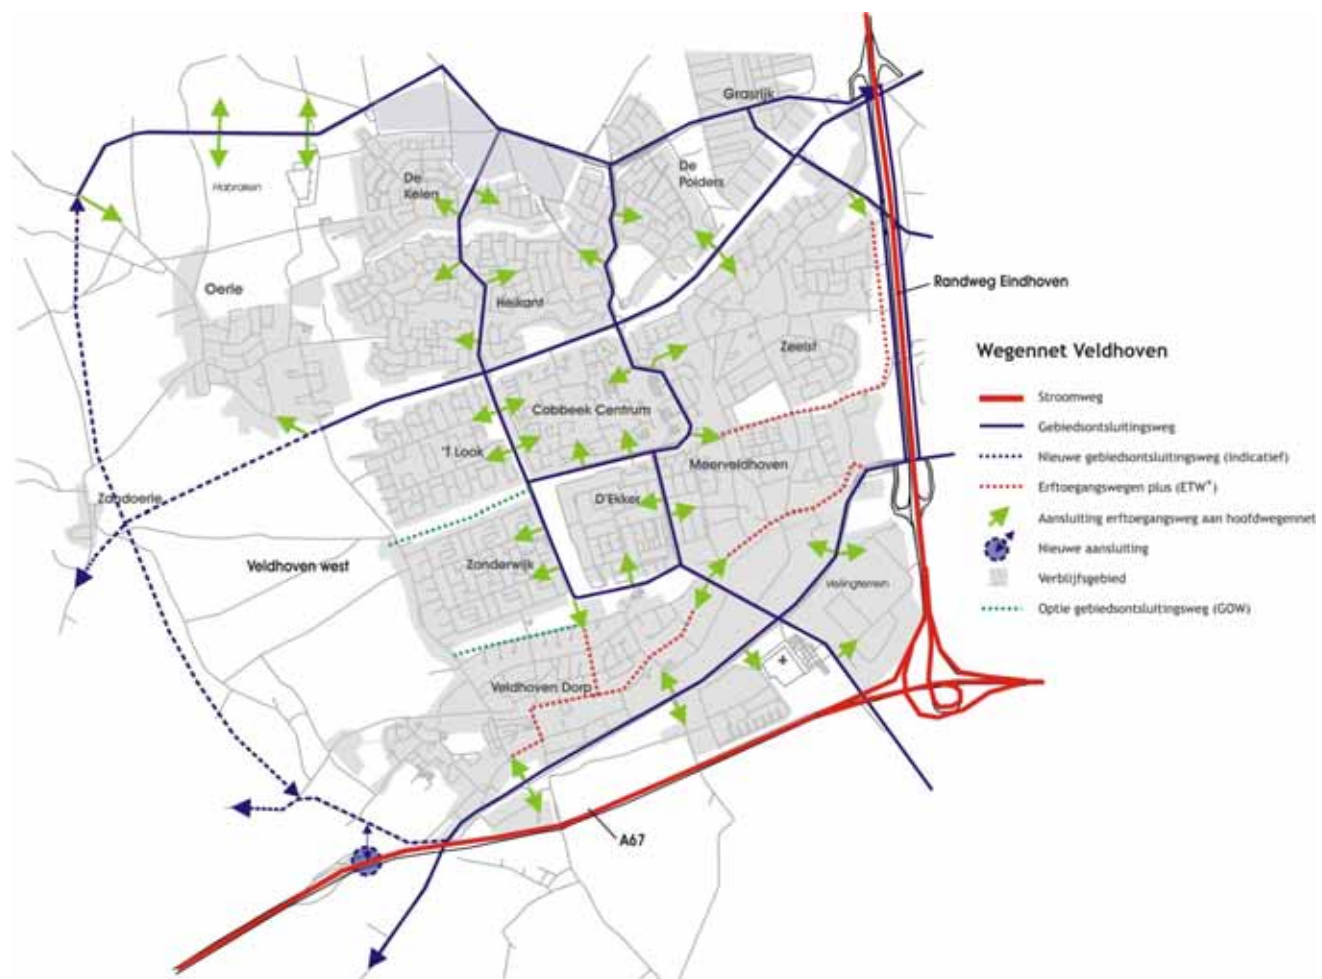 Grasrijk
De
Polders
De
Kelen
Habraken
Oerle
Heikant
Randweg Eindhoven
Zeelst
Wegennet Veldhoven
Stroomweg
Cobbeek Centrum
Gebiedsontsluitingsweg
'T Look
Nieuwe gebiedsontsluitingsweg (Indicatief)
Meerveldhoven
Zandoerle
D'Ekker
Erftoegangswegen plus (ETW+)
Aansluiting erftoegangsweg aan hoofdwegennet
Nieuwe aansluiting
Veldhoven west
Zonderwijk
Verblijfsgebied
Optie gebiedsontsluitingsweg (GOW)
Veldhoven Dorp
A67